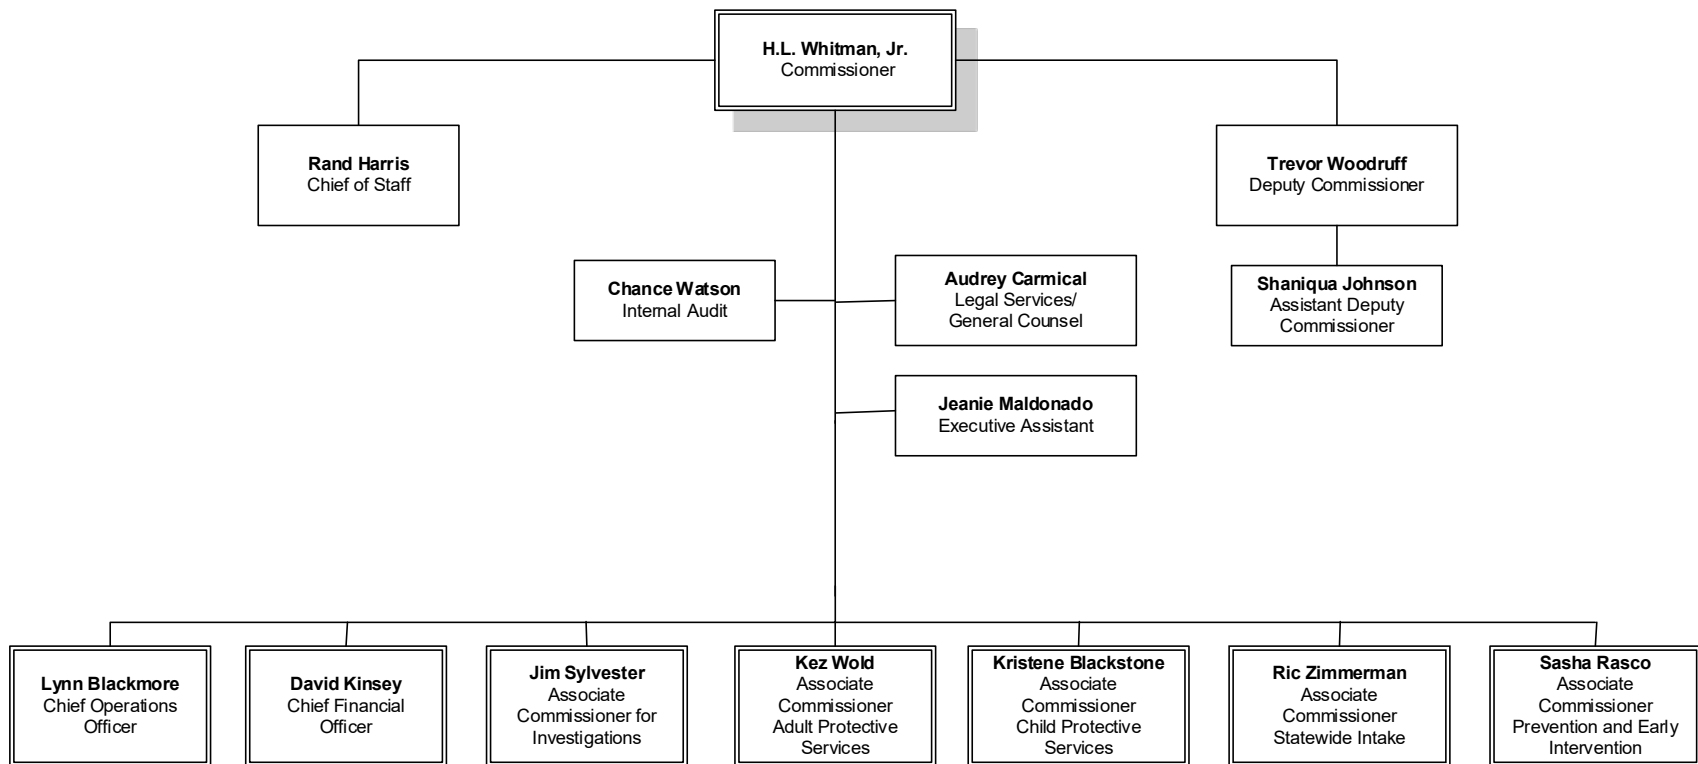 H.L. Whitman, Jr.
Commissioner
Rand Harris
Chief of Staff
Trevor Woodruff
Deputy Commissioner
Chance Watson
Internal Audit
Audrey Carmical
Legal Services/
General Counsel
Shaniqua Johnson
Assistant Deputy
Commissioner
Jeanie Maldonado
Executive Assistant
Lynn Blackmore
Chief Operations
Officer
David Kinsey
Chief Financial
Officer
Jim Sylvester
Associate
Commissioner for
Investigations
Kez Wold
Associate
Commissioner
Adult Protective
Services
Kristene Blackstone
Associate
Commissioner
Child Protective
Services
Ric Zimmerman
Associate
Commissioner
Statewide Intake
Sasha Rasco
Associate
Commissioner
Prevention and Early
Intervention